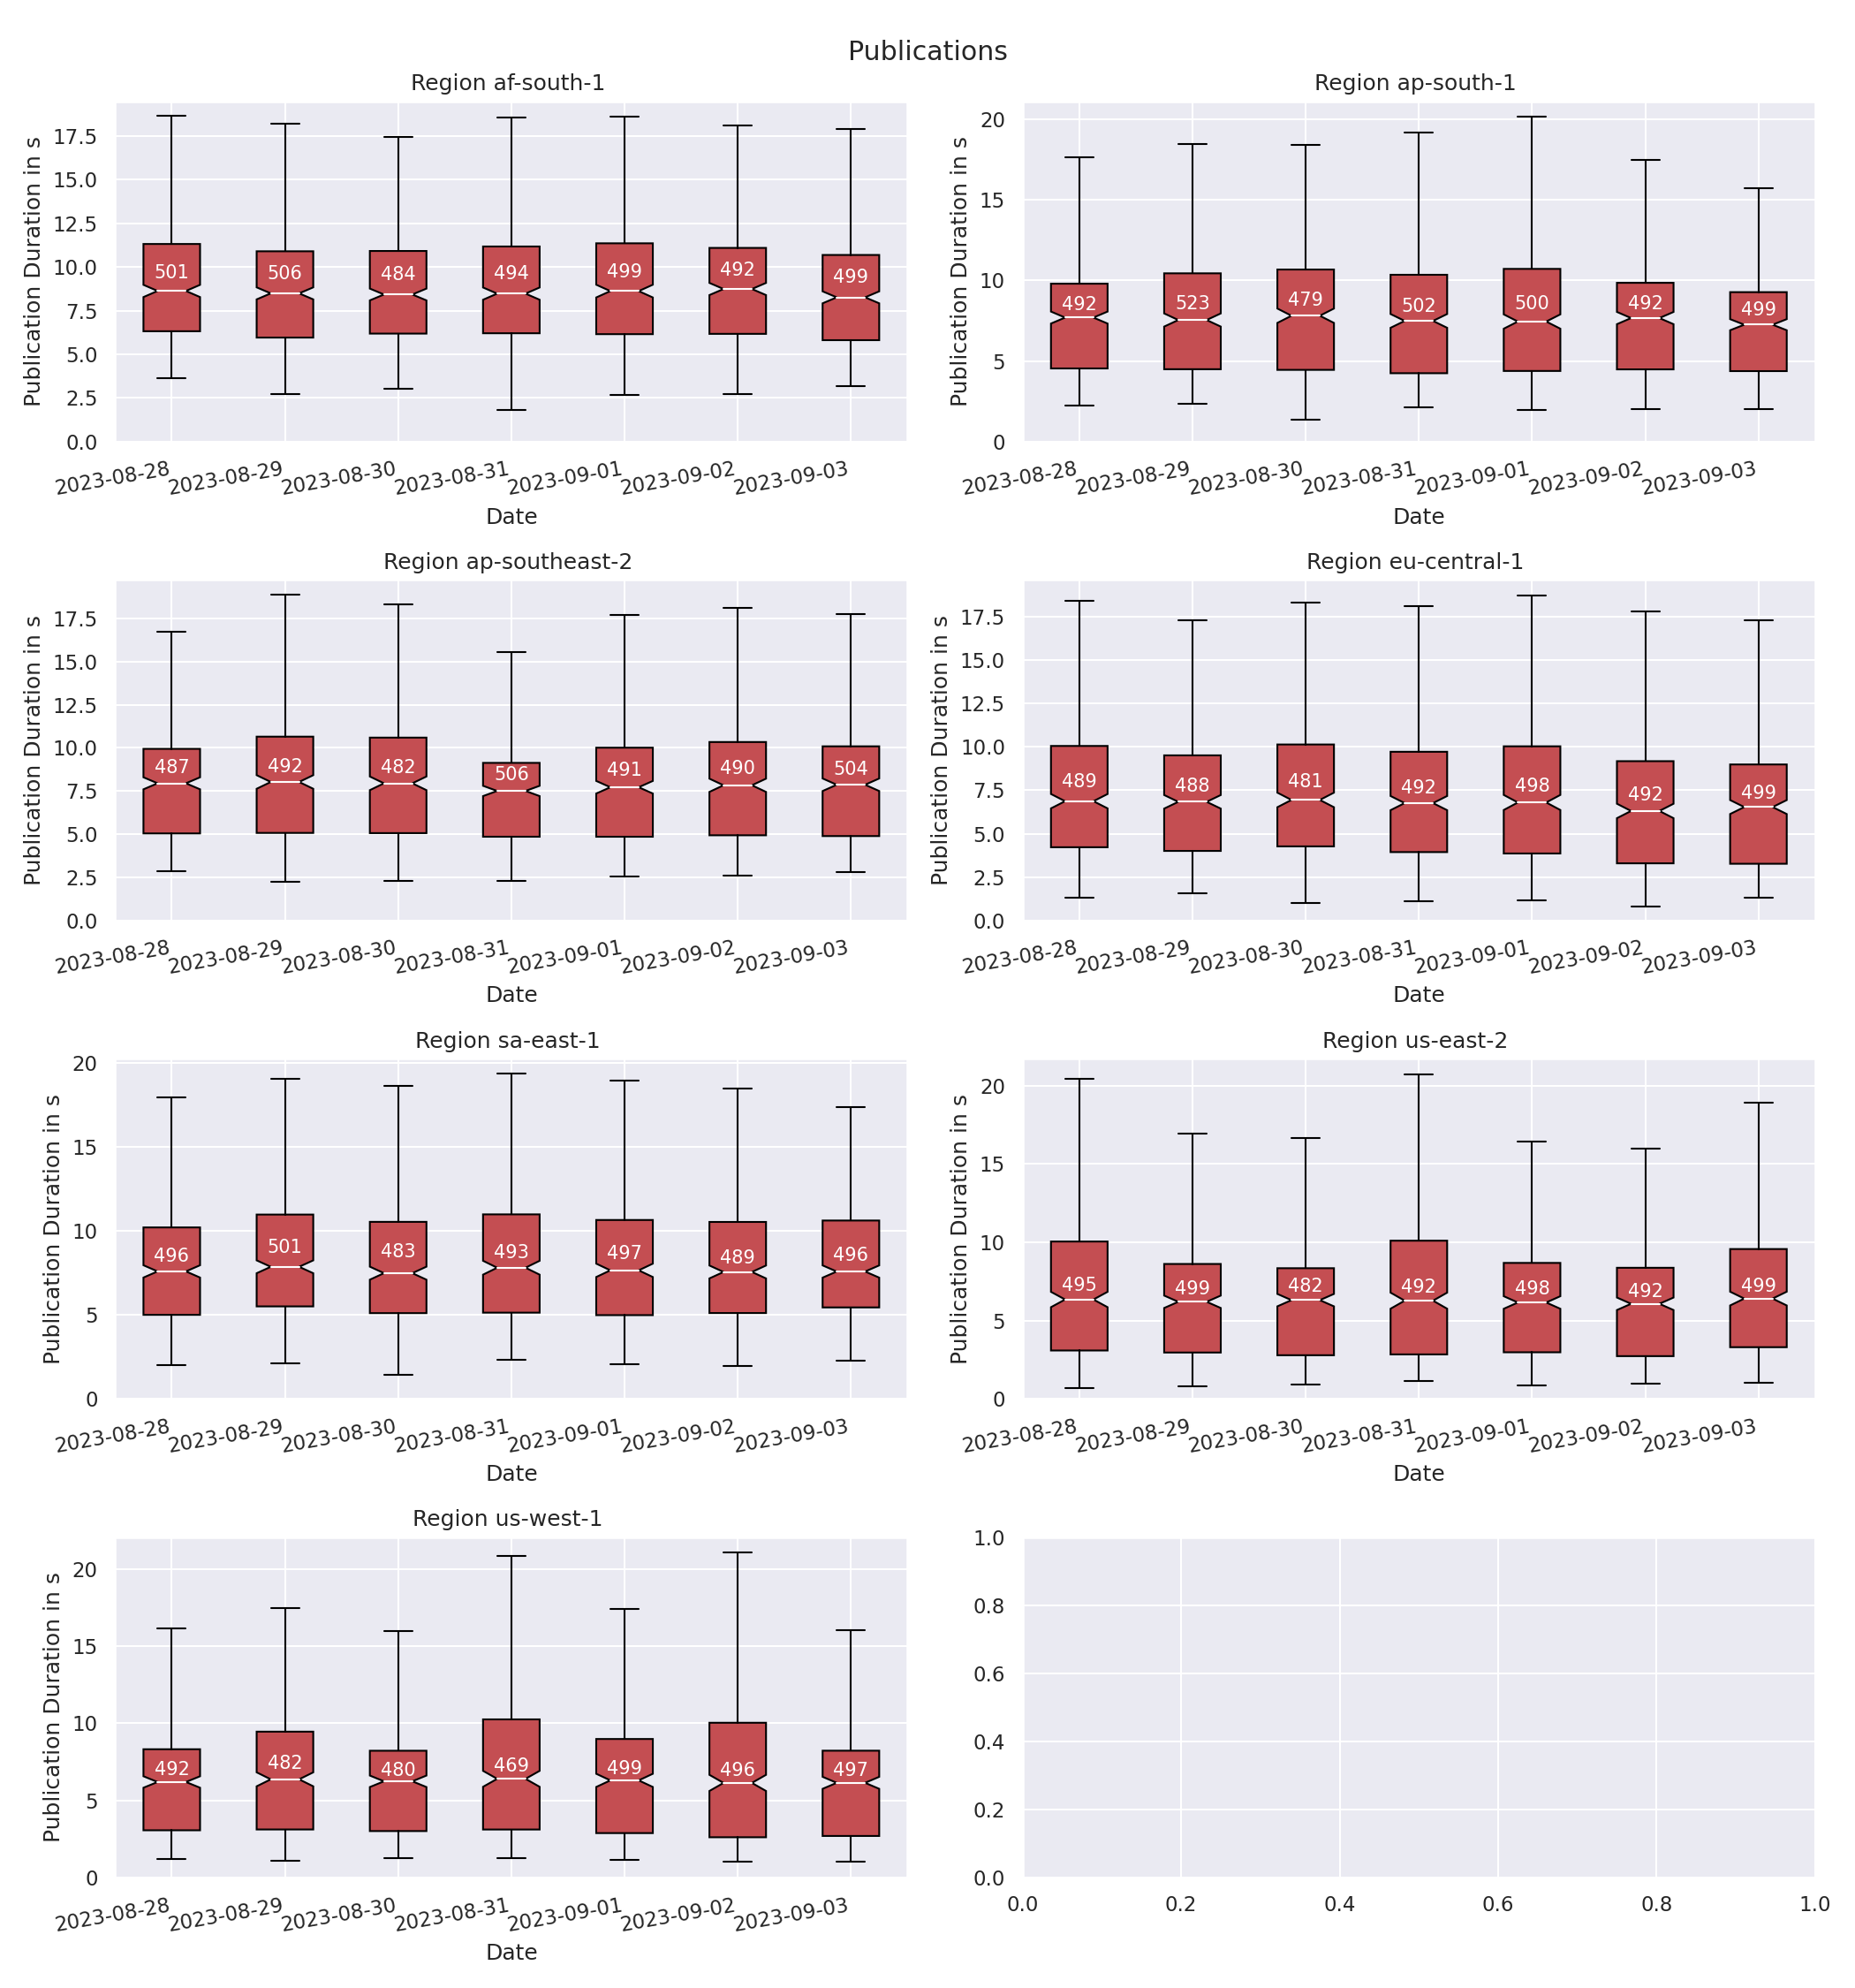 Publications
Region af-south-1
Publication Duration in s
17.5
15.0
12.5
10.0
7.5
5.0
2.5
0.0
501 506 484 494 499 492 499
2023-08-28 2023-08-29 2023-08-30 2023-08-31 2023-09-01 2023-09-02 2023-09-03
Date
Region ap-south-1
Publication Duration in s
20
15
10
5
0
492 523 479 502 500 492 499
2023-08-28 2023-08-29 2023-08-30 2023-08-31 2023-09-01 2023-09-02 2023-09-03
Date
Region ap-southeast-2
Publication Duration in s
17.5
15.0
12.5
10.0
7.5
5.0
2.5
0.0
487 492 482 506 491 490 504
2023-08-28 2023-08-29 2023-08-30 2023-08-31 2023-09-01 2023-09-02 2023-09-03
Date
Region eu-central-1
Publication Duration in s
17.5
15.0
12.5
10.0
7.5
5.0
2.5
0.0
489 488 481 492 498 492 499
2023-08-28 2023-08-29 2023-08-30 2023-08-31 2023-09-01 2023-09-02 2023-09-03
Date
Region sa-east-1
Publication Duration in s
20
15
10
5
0
496 501 483 493 497 489 496
2023-08-28 2023-08-29 2023-08-30 2023-08-31 2023-09-01 2023-09-02 2023-09-03
Date
Region us-east-2
Publication Duration in s
20
15
10
5
0
495 499 482 492 498 492 499
2023-08-28 2023-08-29 2023-08-30 2023-08-31 2023-09-01 2023-09-02 2023-09-03
Date
Region us-west-1
Publication Duration in s
20
15
10
5
0
492 482 480 469 499 496 497
2023-08-28 2023-08-29 2023-08-30 2023-08-31 2023-09-01 2023-09-02 2023-09-03
Date
1.0
0.8
0.6
0.4
0.2
0.0
0.0 0.2 0.4 0.6 0.8 1.0